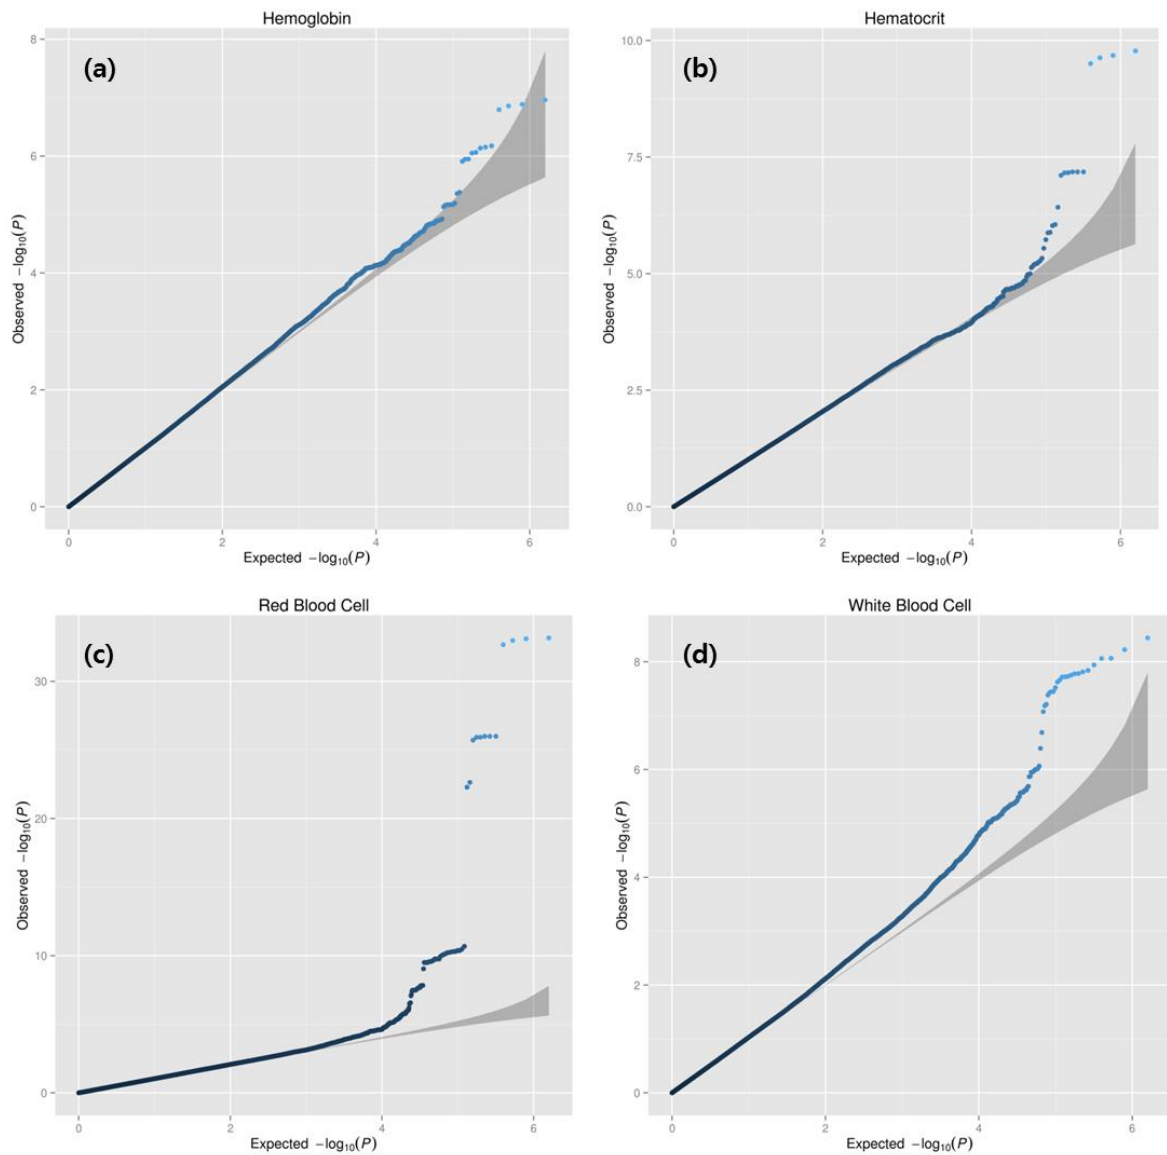 Hemoglobin
(a)
8
6
4
2
0
Observed −log₁₀(P)
0 2 4 6
Expected −log₁₀(P)
Hematocrit
(b)
10.0
7.5
5.0
2.5
0.0
Observed −log₁₀(P)
0 2 4 6
Expected −log₁₀(P)
Red Blood Cell
(c)
30
20
10
0
Observed −log₁₀(P)
0 2 4 6
Expected −log₁₀(P)
White Blood Cell
(d)
8
6
4
2
0
Observed −log₁₀(P)
0 2 4 6
Expected −log₁₀(P)